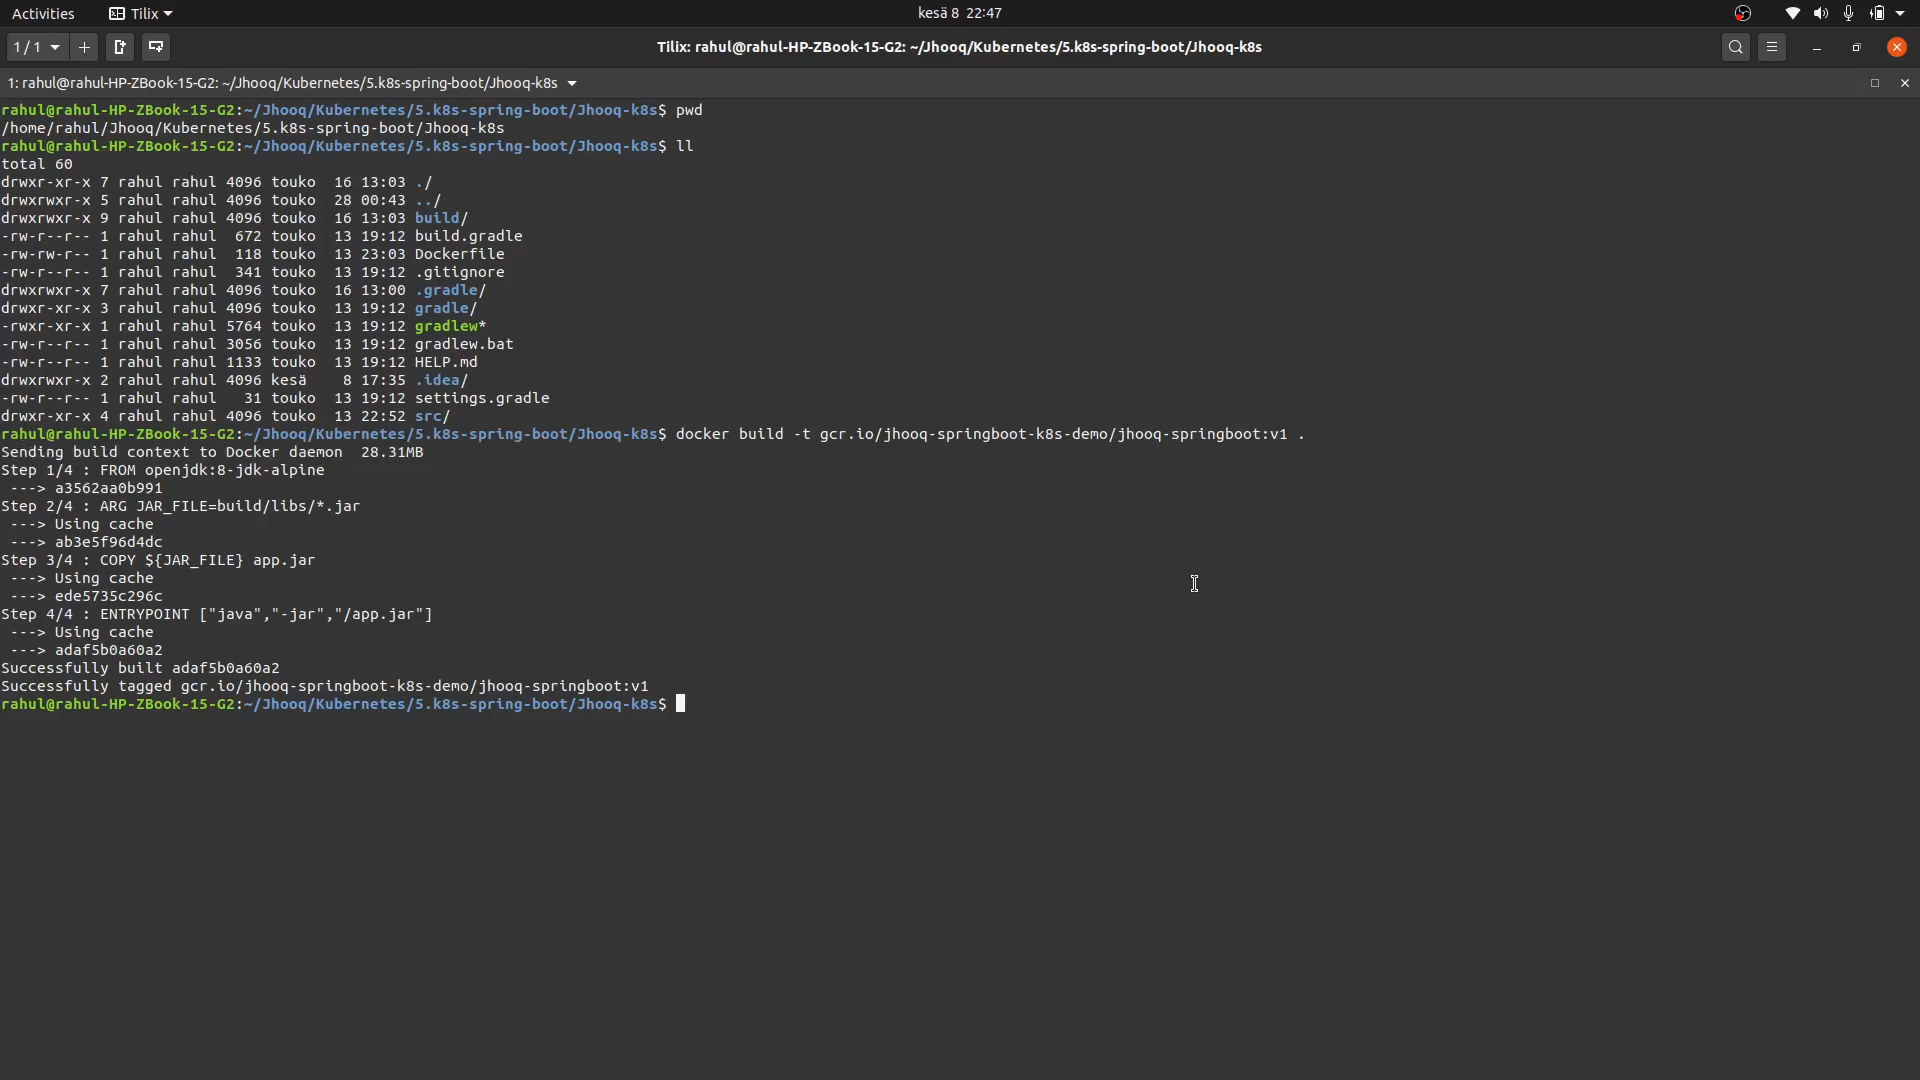 Activities Tilix kesä 8 22:47
1 / 1 Tilix: rahul@rahul-HP-ZBook-15-G2: ~/Jhooq/Kubernetes/5.k8s-spring-boot/Jhooq-k8s
1: rahul@rahul-HP-ZBook-15-G2: ~/Jhooq/Kubernetes/5.k8s-spring-boot/Jhooq-k8s
rahul@rahul-HP-ZBook-15-G2:~/Jhooq/Kubernetes/5.k8s-spring-boot/Jhooq-k8s$ pwd
/home/rahul/Jhooq/Kubernetes/5.k8s-spring-boot/Jhooq-k8s
rahul@rahul-HP-ZBook-15-G2:~/Jhooq/Kubernetes/5.k8s-spring-boot/Jhooq-k8s$ ll
total 60
drwxr-xr-x 7 rahul rahul 4096 touko  16 13:03 ./
drwxrwxr-x 5 rahul rahul 4096 touko  28 00:43 ../
drwxrwxr-x 9 rahul rahul 4096 touko  16 13:03 build/
-rw-r--r-- 1 rahul rahul  672 touko  13 19:12 build.gradle
-rw-rw-r-- 1 rahul rahul  118 touko  13 23:03 Dockerfile
-rw-r--r-- 1 rahul rahul  341 touko  13 19:12 .gitignore
drwxrwxr-x 7 rahul rahul 4096 touko  16 13:00 .gradle/
drwxr-xr-x 3 rahul rahul 4096 touko  13 19:12 gradle/
-rwxr-xr-x 1 rahul rahul 5764 touko  13 19:12 gradlew*
-rw-r--r-- 1 rahul rahul 3056 touko  13 19:12 gradlew.bat
-rw-r--r-- 1 rahul rahul 1133 touko  13 19:12 HELP.md
drwxrwxr-x 2 rahul rahul 4096 kesä    8 17:35 .idea/
-rw-r--r-- 1 rahul rahul   31 touko  13 19:12 settings.gradle
drwxr-xr-x 4 rahul rahul 4096 touko  13 22:52 src/
rahul@rahul-HP-ZBook-15-G2:~/Jhooq/Kubernetes/5.k8s-spring-boot/Jhooq-k8s$ docker build -t gcr.io/jhooq-springboot-k8s-demo/jhooq-springboot:v1 .
Sending build context to Docker daemon  28.31MB
Step 1/4 : FROM openjdk:8-jdk-alpine
 ---> a3562aa0b991
Step 2/4 : ARG JAR_FILE=build/libs/*.jar
 ---> Using cache
 ---> ab3e5f96d4dc
Step 3/4 : COPY ${JAR_FILE} app.jar
 ---> Using cache
 ---> ede5735c296c
Step 4/4 : ENTRYPOINT ["java","-jar","/app.jar"]
 ---> Using cache
 ---> adaf5b0a60a2
Successfully built adaf5b0a60a2
Successfully tagged gcr.io/jhooq-springboot-k8s-demo/jhooq-springboot:v1
rahul@rahul-HP-ZBook-15-G2:~/Jhooq/Kubernetes/5.k8s-spring-boot/Jhooq-k8s$